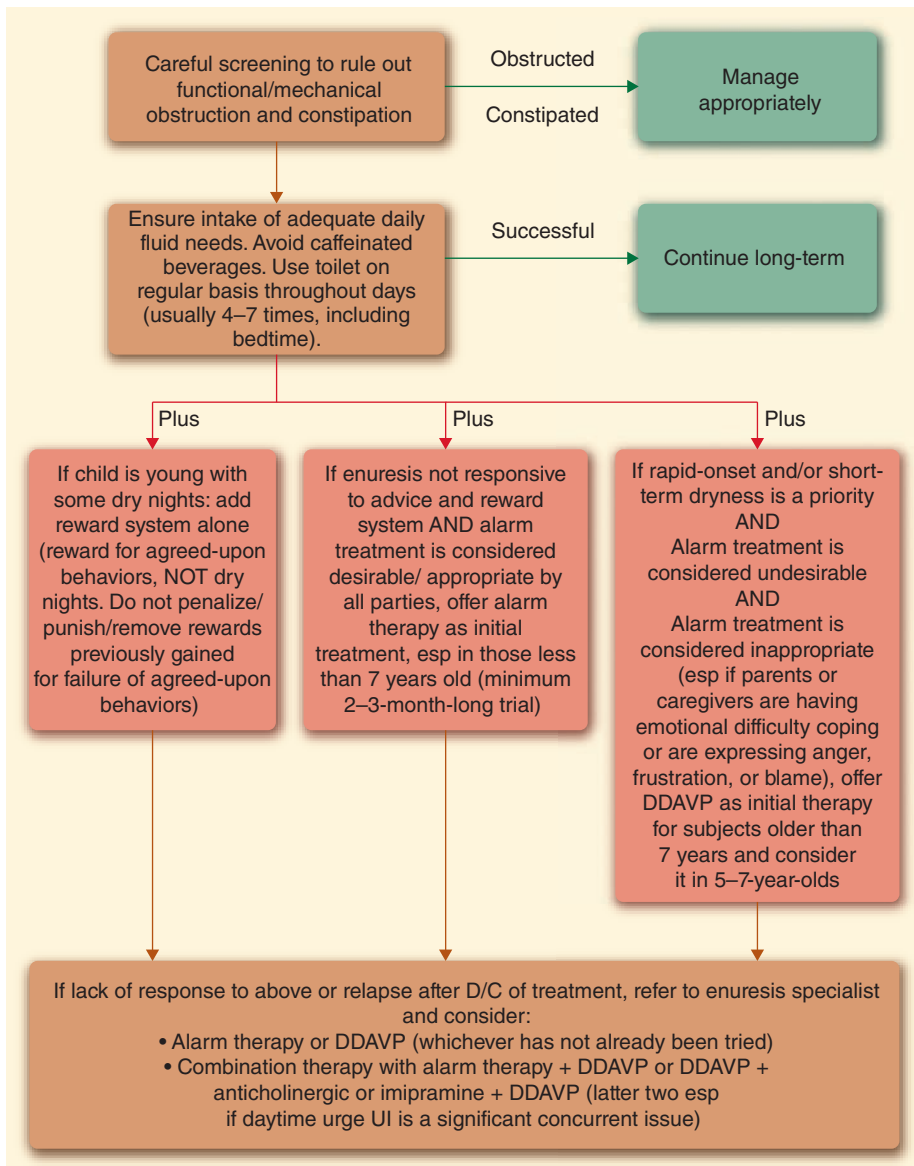 Careful screening to rule out
functional/mechanical
obstruction and constipation
Obstructed
Constipated
Manage
appropriately
Ensure intake of adequate daily
fluid needs. Avoid caffeinated
beverages. Use toilet on
regular basis throughout days
(usually 4–7 times, including
bedtime).
Successful
Continue long-term
Plus
Plus
Plus
If child is young with
some dry nights: add
reward system alone
(reward for agreed-upon
behaviors, NOT dry
nights. Do not penalize/
punish/remove rewards
previously gained
for failure of agreed-upon
behaviors)
If enuresis not responsive
to advice and reward
system AND alarm
treatment is considered
desirable/ appropriate by
all parties, offer alarm
therapy as initial
treatment, esp in those less
than 7 years old (minimum
2–3-month-long trial)
If rapid-onset and/or short-
term dryness is a priority
AND
Alarm treatment is
considered undesirable
AND
Alarm treatment is
considered inappropriate
(esp if parents or
caregivers are having
emotional difficulty coping
or are expressing anger,
frustration, or blame), offer
DDAVP as initial therapy
for subjects older than
7 years and consider
it in 5–7-year-olds
If lack of response to above or relapse after D/C of treatment, refer to enuresis specialist
and consider:
• Alarm therapy or DDAVP (whichever has not already been tried)
• Combination therapy with alarm therapy + DDAVP or DDAVP +
anticholinergic or imipramine + DDAVP (latter two esp
if daytime urge UI is a significant concurrent issue)